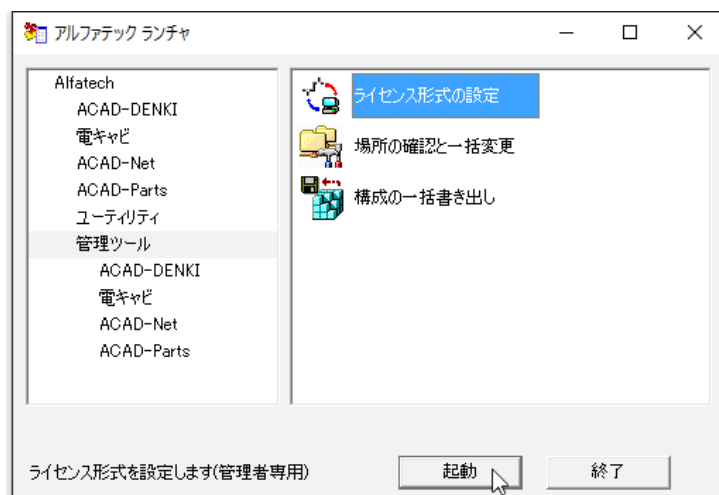 アルファテック ランチャ
Alfatech
ACAD-DENKI
電キャビ
ACAD-Net
ACAD-Parts
ユーティリティ
管理ツール
ACAD-DENKI
電キャビ
ACAD-Net
ACAD-Parts
ライセンス形式の設定
場所の確認と一括変更
構成の一括書き出し
ライセンス形式を設定します(管理者専用)
起動
終了